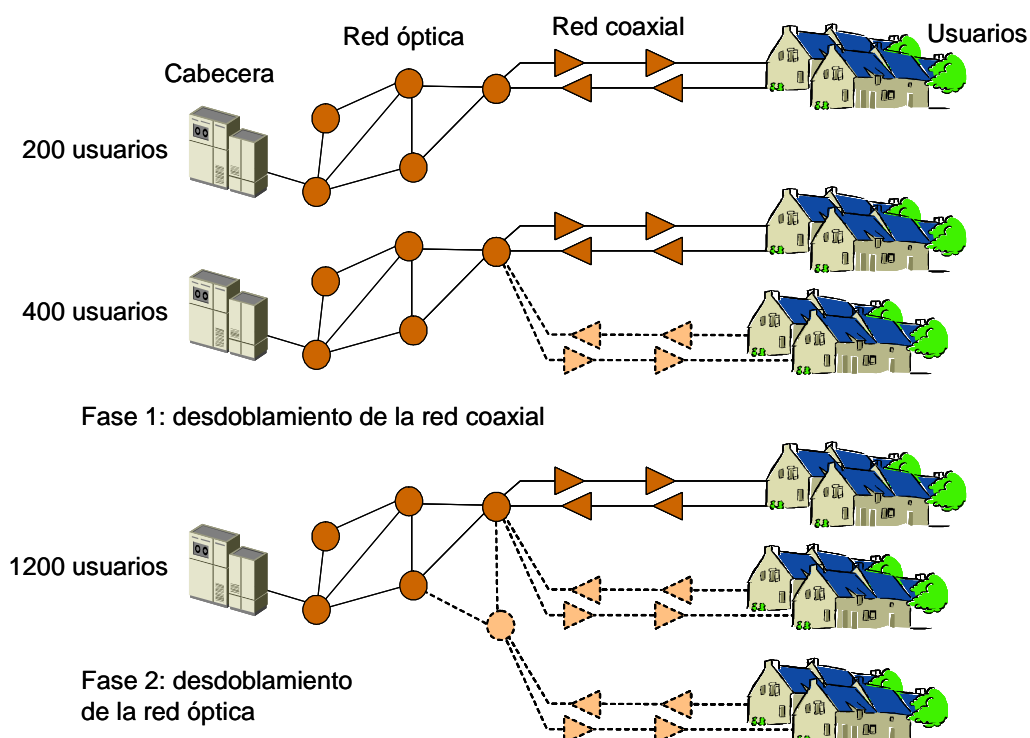 Red óptica
Red coaxial
Usuarios
Cabecera
200 usuarios
400 usuarios
Fase 1: desdoblamiento de la red coaxial
1200 usuarios
Fase 2: desdoblamiento
de la red óptica